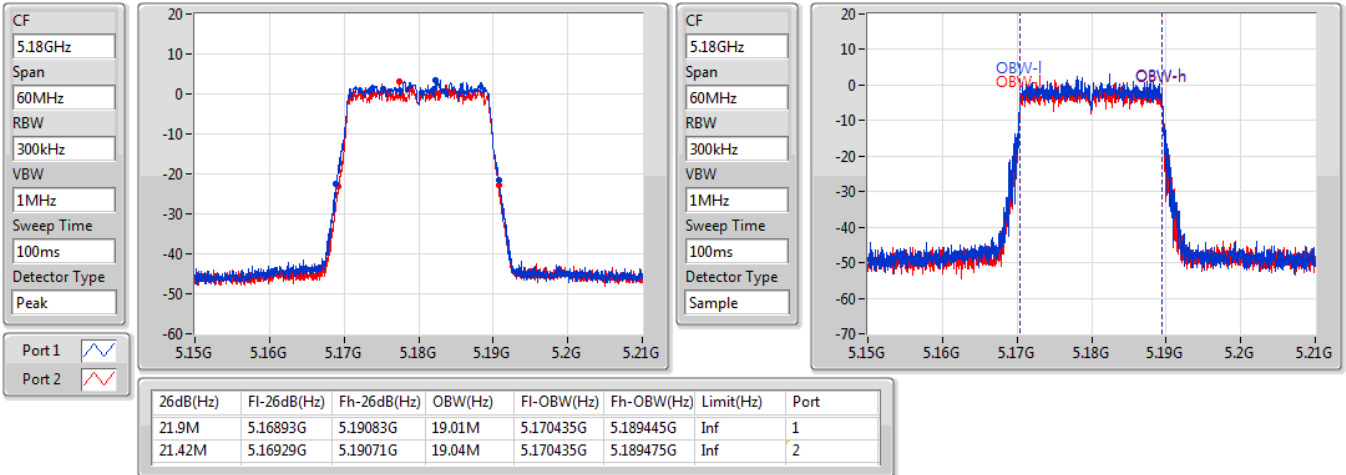 CF
5.18GHz
Span
60MHz
RBW
300kHz
VBW
1MHz
Sweep Time
100ms
Detector Type
Peak
Port 1
Port 2
20
10
0
-10
-20
-30
-40
-50
-60
5.15G 5.16G 5.17G 5.18G 5.19G 5.2G 5.21G
CF
5.18GHz
Span
60MHz
RBW
300kHz
VBW
1MHz
Sweep Time
100ms
Detector Type
Sample
20
10
0
-10
-20
-30
-40
-50
-60
-70
OBW-l
OBW-l
OBW-h
5.15G 5.16G 5.17G 5.18G 5.19G 5.2G 5.21G
26dB(Hz) Fl-26dB(Hz) Fh-26dB(Hz) OBW(Hz) Fl-OBW(Hz) Fh-OBW(Hz) Limit(Hz) Port
21.9M 5.16893G 5.19083G 19.01M 5.170435G 5.189445G Inf 1
21.42M 5.16929G 5.19071G 19.04M 5.170435G 5.189475G Inf 2